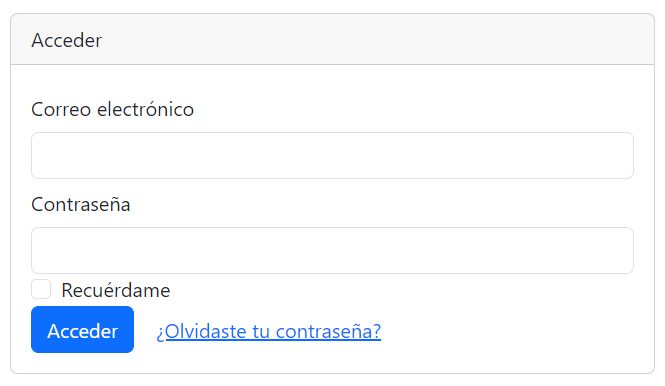 Acceder
Correo electrónico
Contraseña
Recuérdame
Acceder ¿Olvidaste tu contraseña?